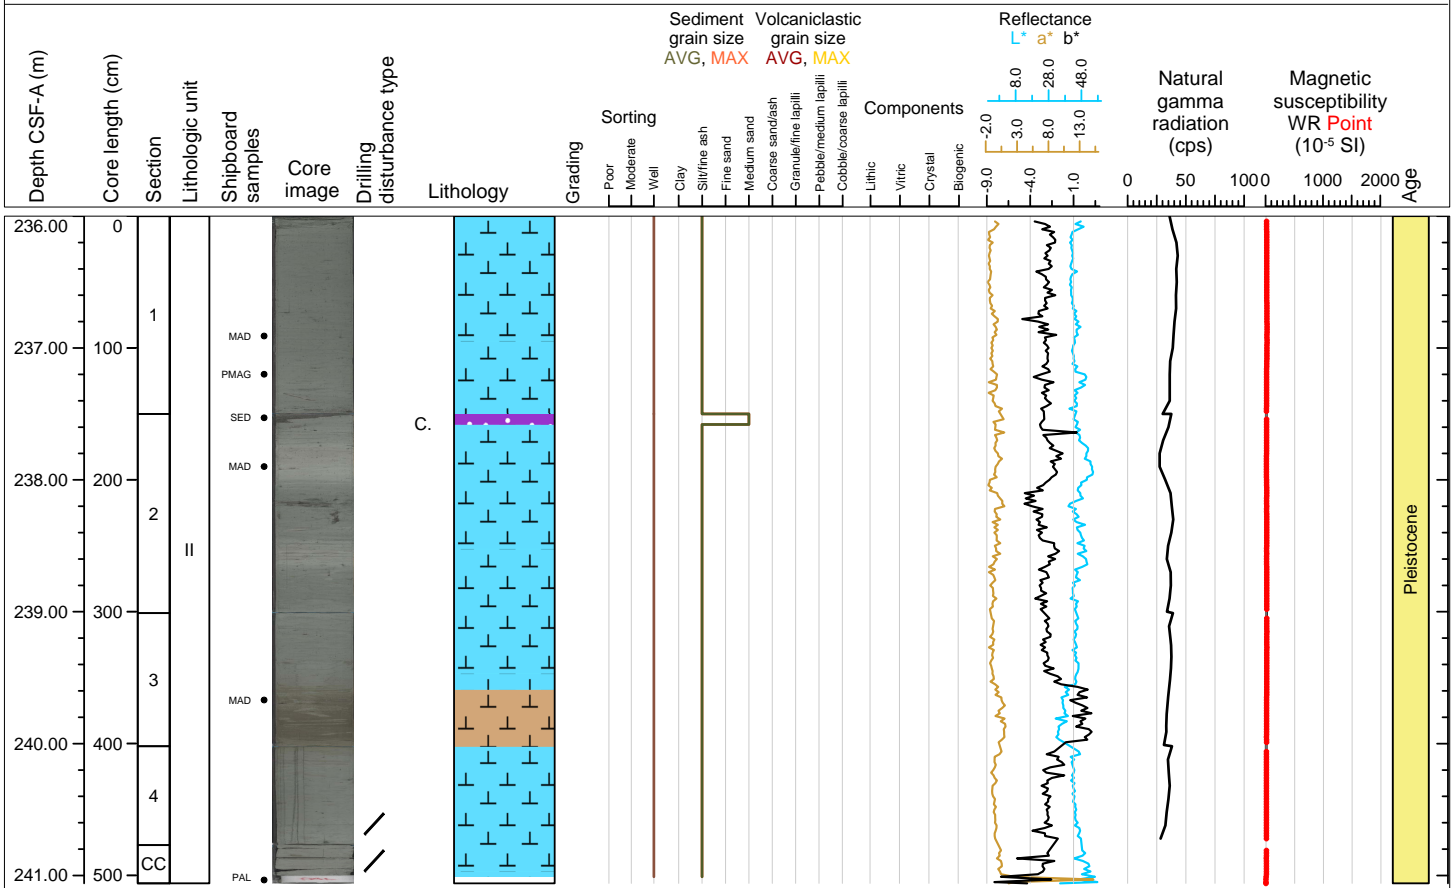 Depth CSF-A (m)
Core length (cm)
Section
Lithologic unit
Shipboard
samples
Core
image
Drilling
disturbance type
Lithology
Grading
Sorting
Poor
Moderate
Well
Sediment
grain size
AVG, MAX
Volcaniclastic
grain size
AVG, MAX
Clay
Silt/fine ash
Fine sand
Medium sand
Coarse sand/ash
Granule/fine lapilli
Pebble/medium lapilli
Cobble/coarse lapilli
Components
Lithic
Vitric
Crystal
Biogenic
Reflectance
L* a* b*
8.0 28.0 48.0
-2.0 3.0 8.0 13.0
-9.0 -4.0 1.0
Natural
gamma
radiation
(cps)
0 50 100
Magnetic
susceptibility
WR Point
(10-5 SI)
0 1000 2000
Age
236.00 0
237.00 100
238.00 200
239.00 300
240.00 400
241.00 500
1
2
3
4
CC
II
MAD
PMAG
SED
MAD
MAD
PAL
C.
Pleistocene